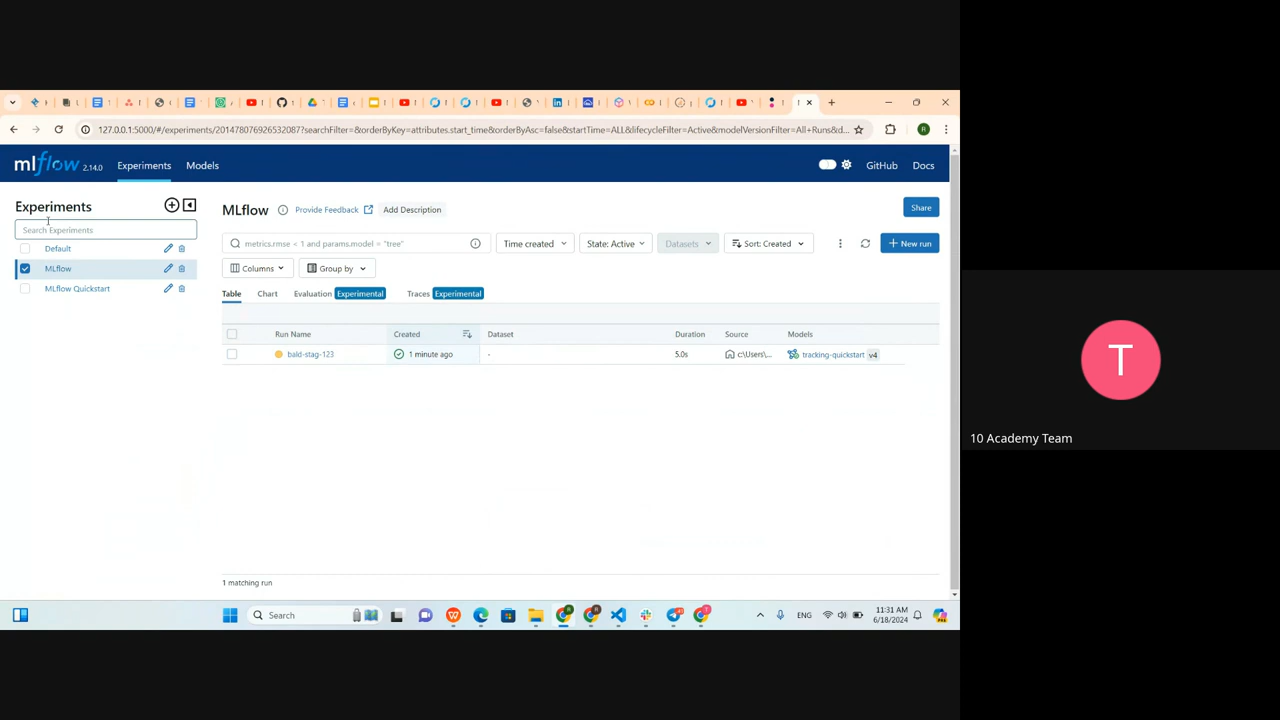 127.0.0.1:5000/#/experiments/201478076926532087?searchFilter=&orderByKey=attributes.start_time&orderByAsc=false&startTime=ALL&lifecycleFilter=Active&modelVersionFilter=All+Runs&d...
R
mlflow 2.14.0
Experiments
Models
GitHub
Docs
Experiments
Search Experiments
Default
MLflow
MLflow Quickstart
MLflow
Provide Feedback
Add Description
Share
metrics.rmse < 1 and params.model = "tree"
Time created
State: Active
Datasets
Sort: Created
New run
Columns
Group by
Table
Chart
Evaluation Experimental
Traces Experimental
Run Name
Created
Dataset
Duration
Source
Models
bald-stag-123
1 minute ago
-
5.0s
c:\Users\...
tracking-quickstart v4
1 matching run
Search
ENG
11:31 AM
6/18/2024
T
10 Academy Team